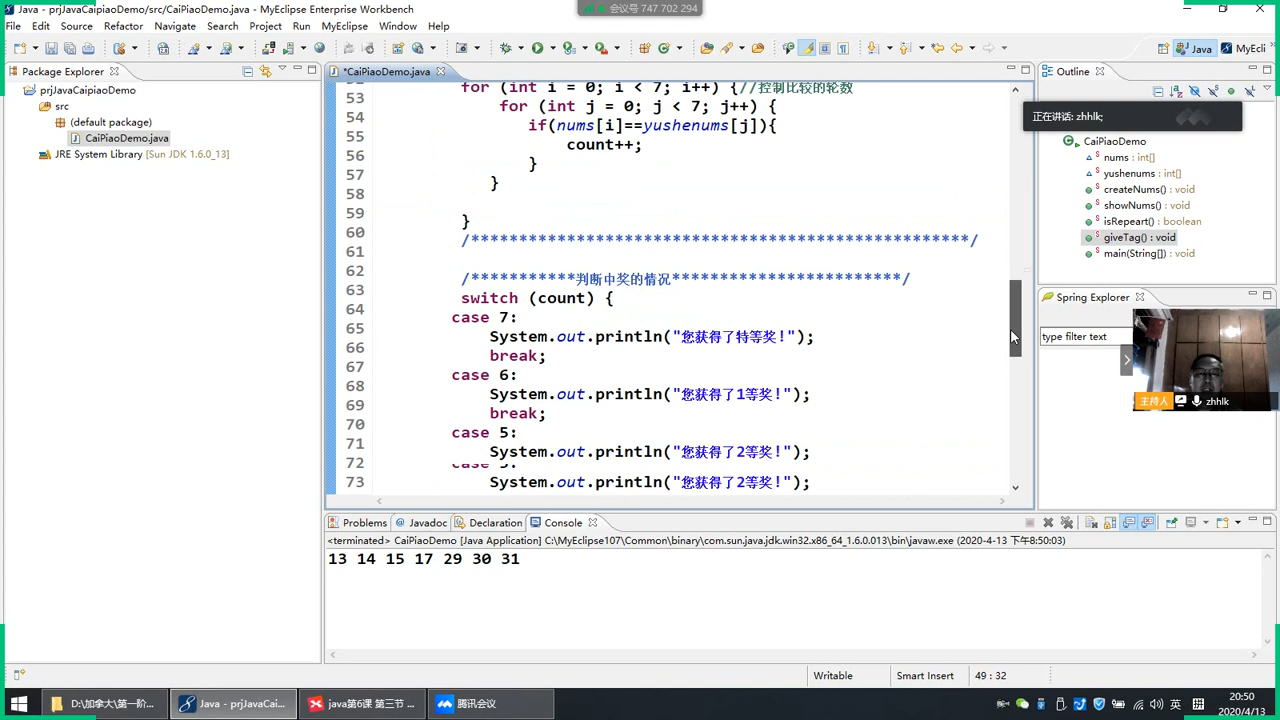 Java - prjJavaCaipiaoDemo/src/CaiPiaoDemo.java - MyEclipse Enterprise Workbench
会议号 747 702 294
File Edit Source Refactor Navigate Search Project Run MyEclipse Window Help
Java
MyEcli
Package Explorer
prjJavaCaipiaoDemo
src
(default package)
CaiPiaoDemo.java
JRE System Library [Sun JDK 1.6.0_13]
*CaiPiaoDemo.java
53 for (int i = 0; i < 7; i++) {//控制比较的轮数
54 for (int j = 0; j < 7; j++) {
55 if(nums[i]==yushenums[j]){
56 count++;
57 }
58 }
59
60 }
61 /****************************************************/
62
63 /***********判断中奖的情况************************/
64 switch (count) {
65 case 7:
66 System.out.println("您获得了特等奖!");
67 break;
68 case 6:
69 System.out.println("您获得了1等奖!");
70 break;
71 case 5:
72 System.out.println("您获得了2等奖!");
73 System.out.println("您获得了2等奖!");
Outline
正在讲话: zhhlk;
CaiPiaoDemo
nums : int[]
yushenums : int[]
createNums() : void
showNums() : void
isRepeart() : boolean
giveTag() : void
main(String[]) : void
Spring Explorer
type filter text
主持人 zhhlk
Problems @ Javadoc Declaration Console
<terminated> CaiPiaoDemo [Java Application] C:\MyEclipse107\Common\binary\com.sun.java.jdk.win32.x86_64_1.6.0.013\bin\javaw.exe (2020-4-13 下午8:50:03)
13 14 15 17 29 30 31
Writable
Smart Insert
49 : 32
D:\加拿大\第一阶...
Java - prjJavaCai...
java第6课 第三节 ...
腾讯会议
英
20:50
2020/4/13